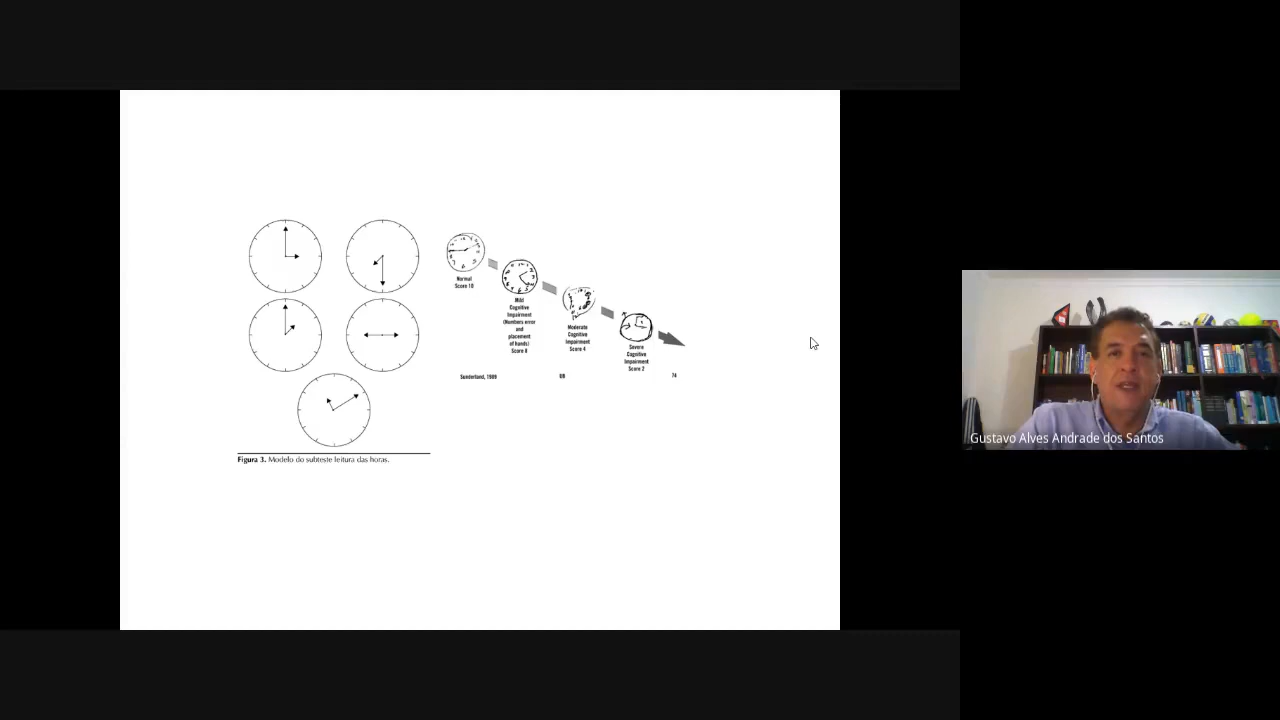 Normal
Score 10
Mild
Cognitive
Impairment
(Numbers error
and
placement
of hands)
Score 8
Moderate
Cognitive
Impairment
Score 4
Severe
Cognitive
Impairment
Score 2
Sunderland, 1989
74
Figura 3. Modelo do subteste leitura das horas.
Gustavo Alves Andrade dos Santos